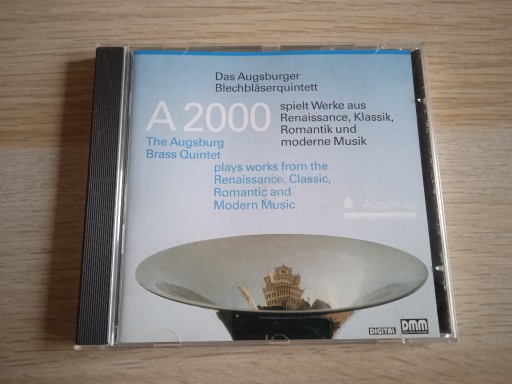 Das Augsburger
Blechbläserquintett
A 2000
spielt Werke aus
Renaissance, Klassik,
Romantik und
moderne Musik
The Augsburg
Brass Quintet
plays works from the
Renaissance, Classic,
Romantic and
Modern Music
Augsburg
DIGITAL
DMM